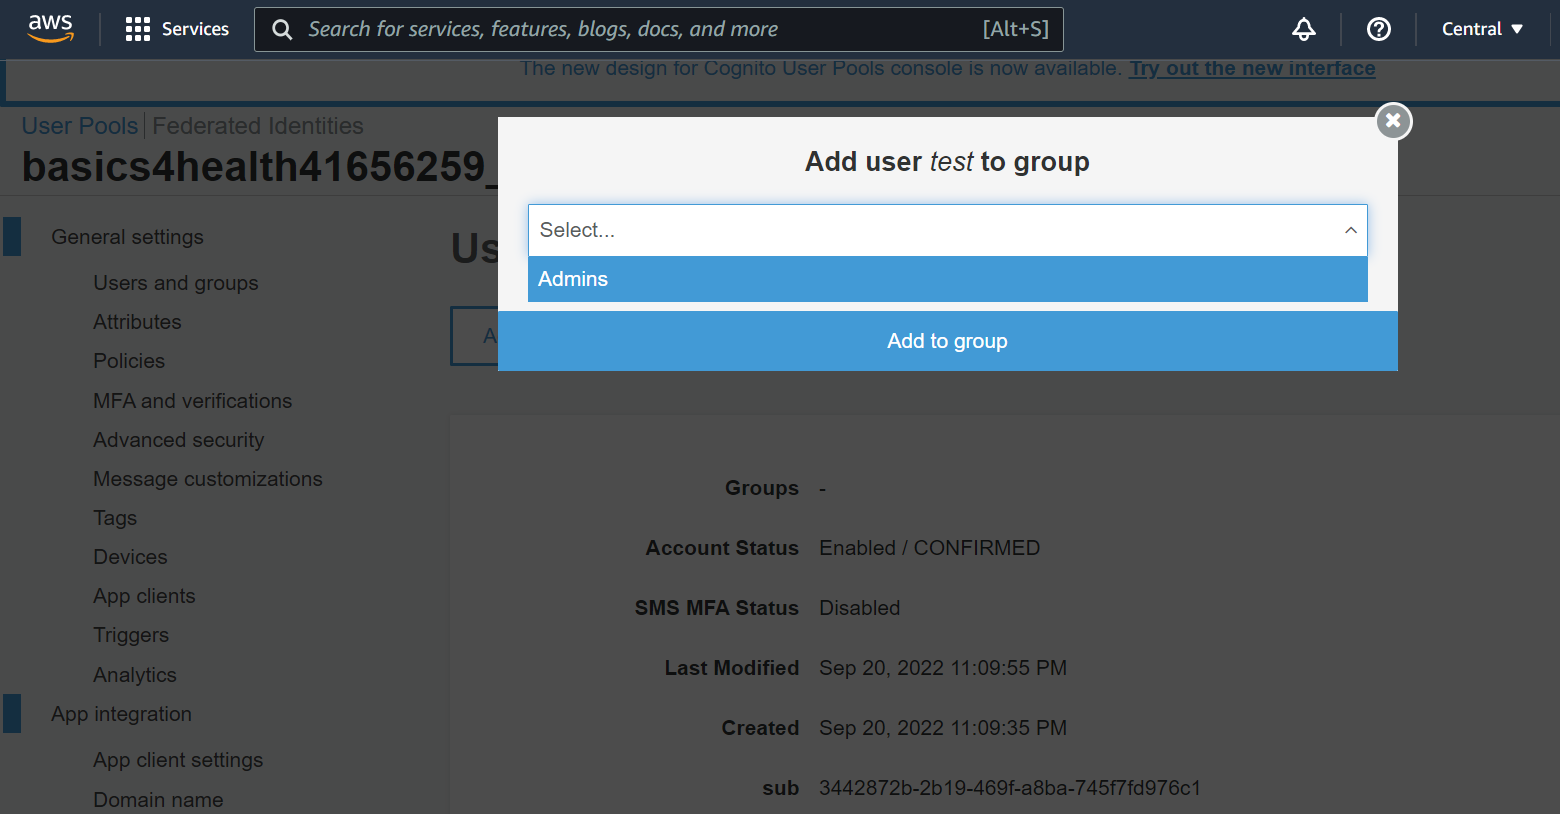 aws
Services
Search for services, features, blogs, docs, and more
[Alt+S]
Central
The new design for Cognito User Pools console is now available. Try out the new interface
User Pools
Federated Identities
basics4health41656259_
Add user test to group
Select...
Admins
Add to group
General settings
Users and groups
Attributes
Policies
MFA and verifications
Advanced security
Message customizations
Tags
Devices
App clients
Triggers
Analytics
App integration
App client settings
Domain name
Us
A
Groups -
Account Status Enabled / CONFIRMED
SMS MFA Status Disabled
Last Modified Sep 20, 2022 11:09:55 PM
Created Sep 20, 2022 11:09:35 PM
sub 3442872b-2b19-469f-a8ba-745f7fd976c1